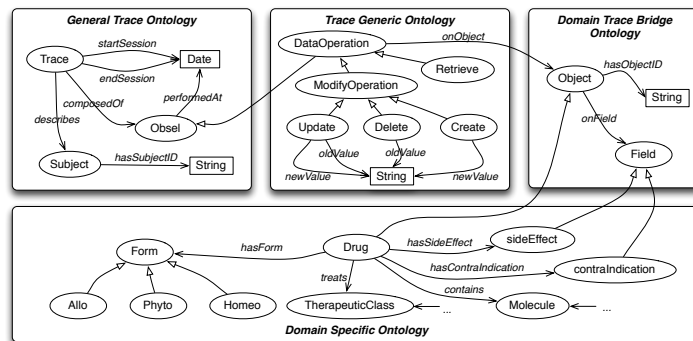 General Trace Ontology
Trace
startSession
endSession
Date
composedOf
performedAt
Obsel
describes
Subject
hasSubjectID
String
Trace Generic Ontology
DataOperation
onObject
Retrieve
ModifyOperation
Update
Delete
Create
oldValue
oldValue
newValue
String
newValue
Domain Trace Bridge
Ontology
Object
hasObjectID
String
onField
Field
Form
hasForm
Drug
hasSideEffect
sideEffect
hasContraIndication
contraIndication
treats
contains
Allo
Phyto
Homeo
TherapeuticClass
...
Molecule
...
Domain Specific Ontology